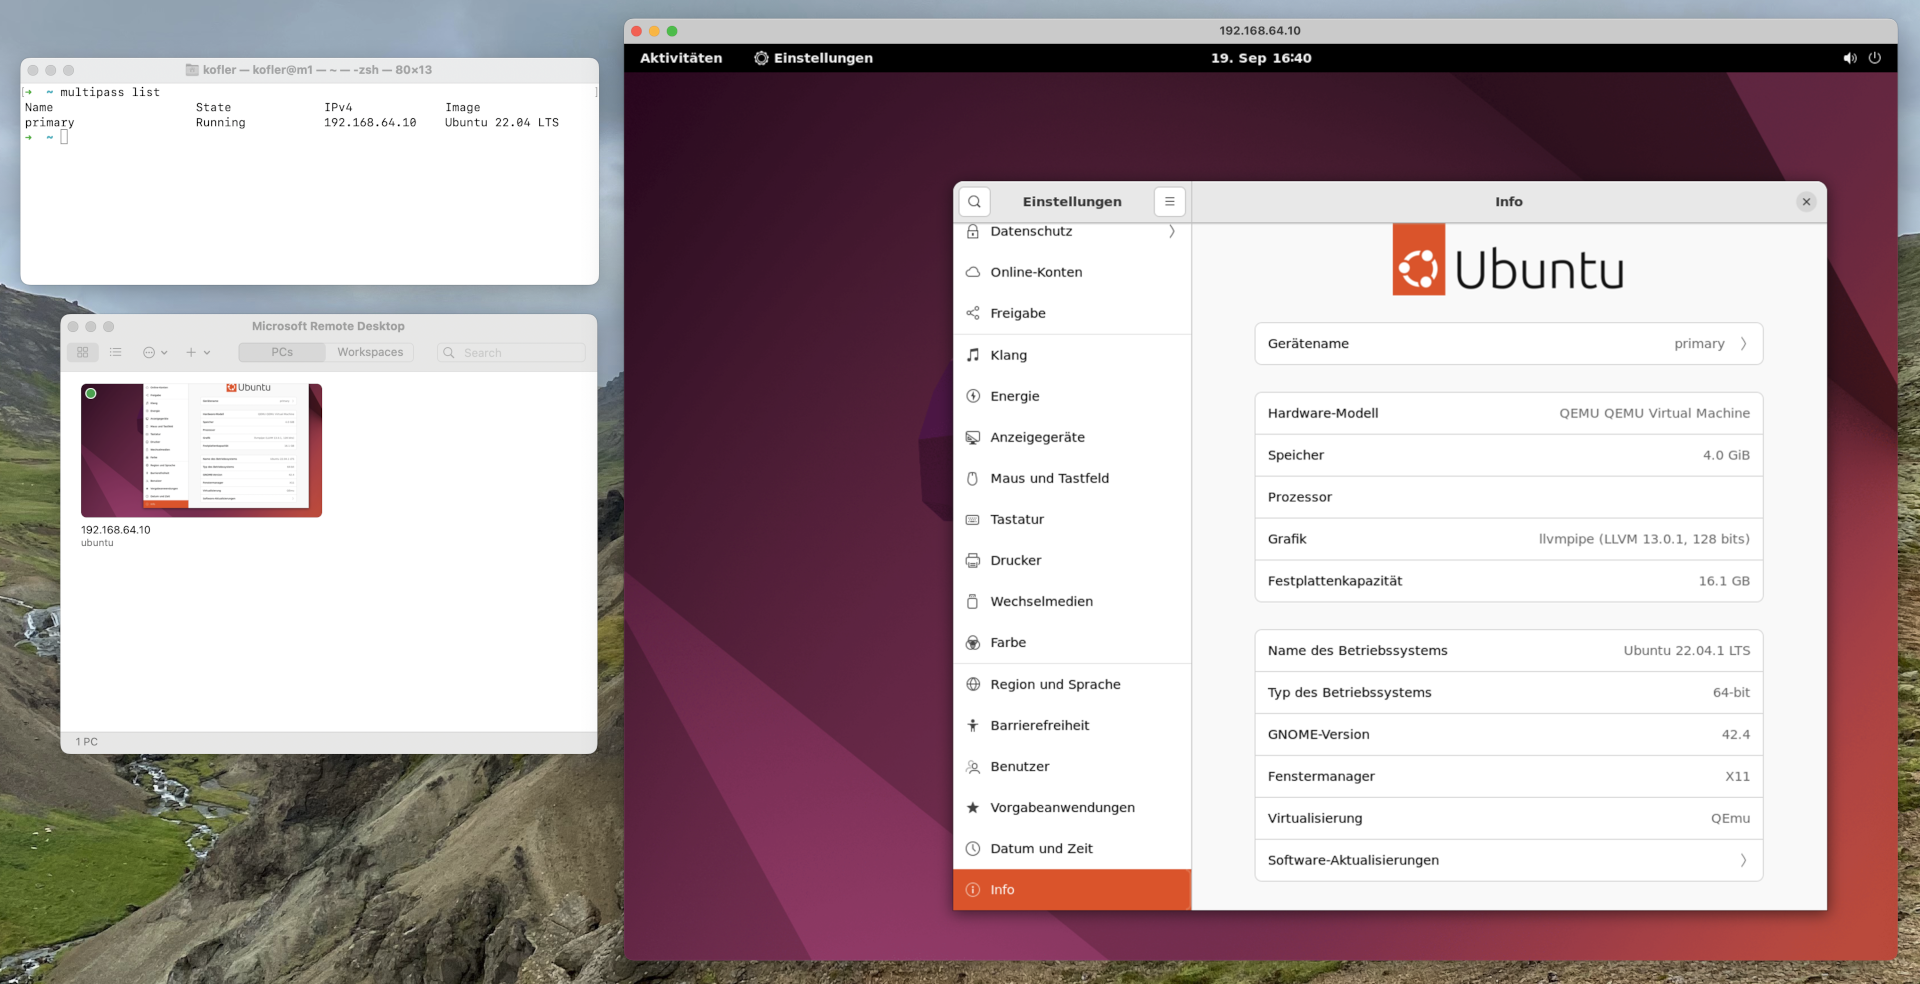 kofler — kofler@m1 — ~ — -zsh — 80×13
[➜ ~ multipass list ]
Name State IPv4 Image
primary Running 192.168.64.10 Ubuntu 22.04 LTS
➜ ~
Microsoft Remote Desktop
PCs Workspaces Search
Ubuntu
192.168.64.10
ubuntu
1 PC
192.168.64.10
Aktivitäten Einstellungen 19. Sep 16:40
Einstellungen
Datenschutz
Online-Konten
Freigabe
Klang
Energie
Anzeigegeräte
Maus und Tastfeld
Tastatur
Drucker
Wechselmedien
Farbe
Region und Sprache
Barrierefreiheit
Benutzer
Vorgabeanwendungen
Datum und Zeit
Info
Info
Ubuntu
Gerätename primary
Hardware-Modell QEMU QEMU Virtual Machine
Speicher 4.0 GiB
Prozessor
Grafik llvmpipe (LLVM 13.0.1, 128 bits)
Festplattenkapazität 16.1 GB
Name des Betriebssystems Ubuntu 22.04.1 LTS
Typ des Betriebssystems 64-bit
GNOME-Version 42.4
Fenstermanager X11
Virtualisierung QEmu
Software-Aktualisierungen